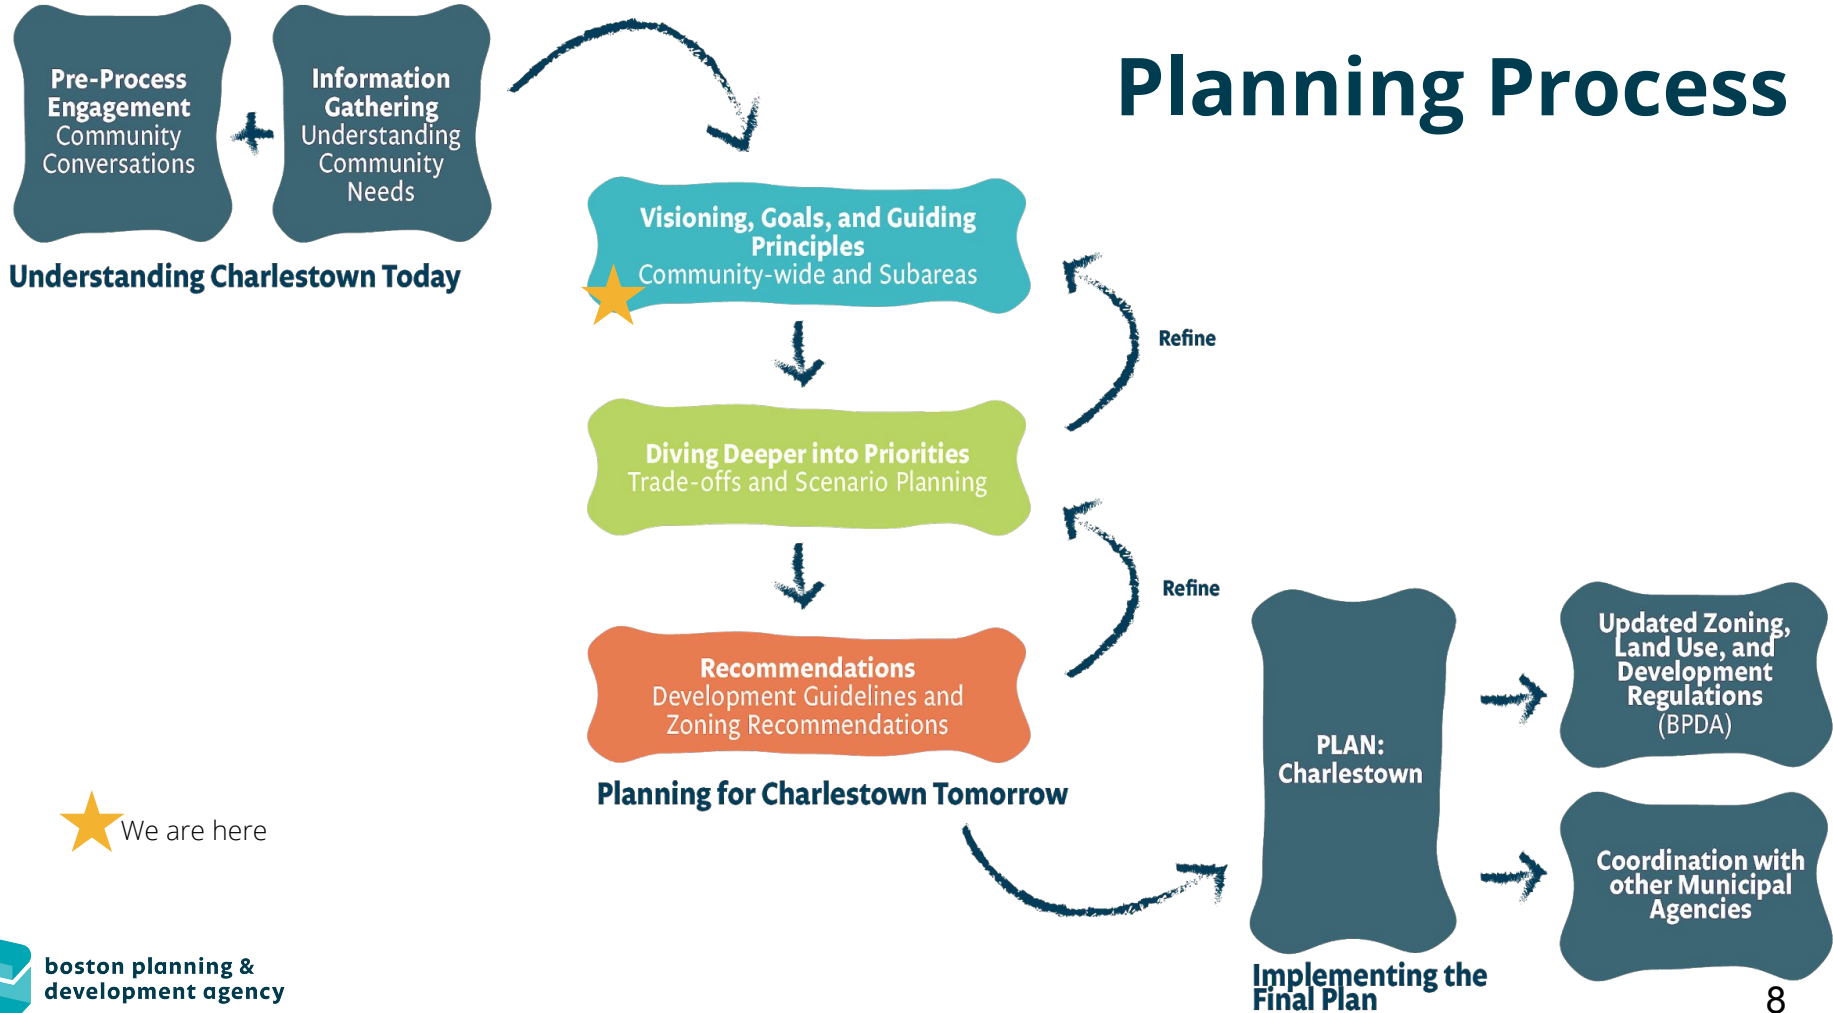 Planning Process
Pre-Process
Engagement
Community
Conversations
Information
Gathering
Understanding
Community
Needs
Understanding Charlestown Today
Visioning, Goals, and Guiding
Principles
Community-wide and Subareas
Refine
Diving Deeper into Priorities
Trade-offs and Scenario Planning
Refine
Recommendations
Development Guidelines and
Zoning Recommendations
Planning for Charlestown Tomorrow
PLAN:
Charlestown
Implementing the
Final Plan
Updated Zoning,
Land Use, and
Development
Regulations
(BPDA)
Coordination with
other Municipal
Agencies
We are here
boston planning &
development agency
8